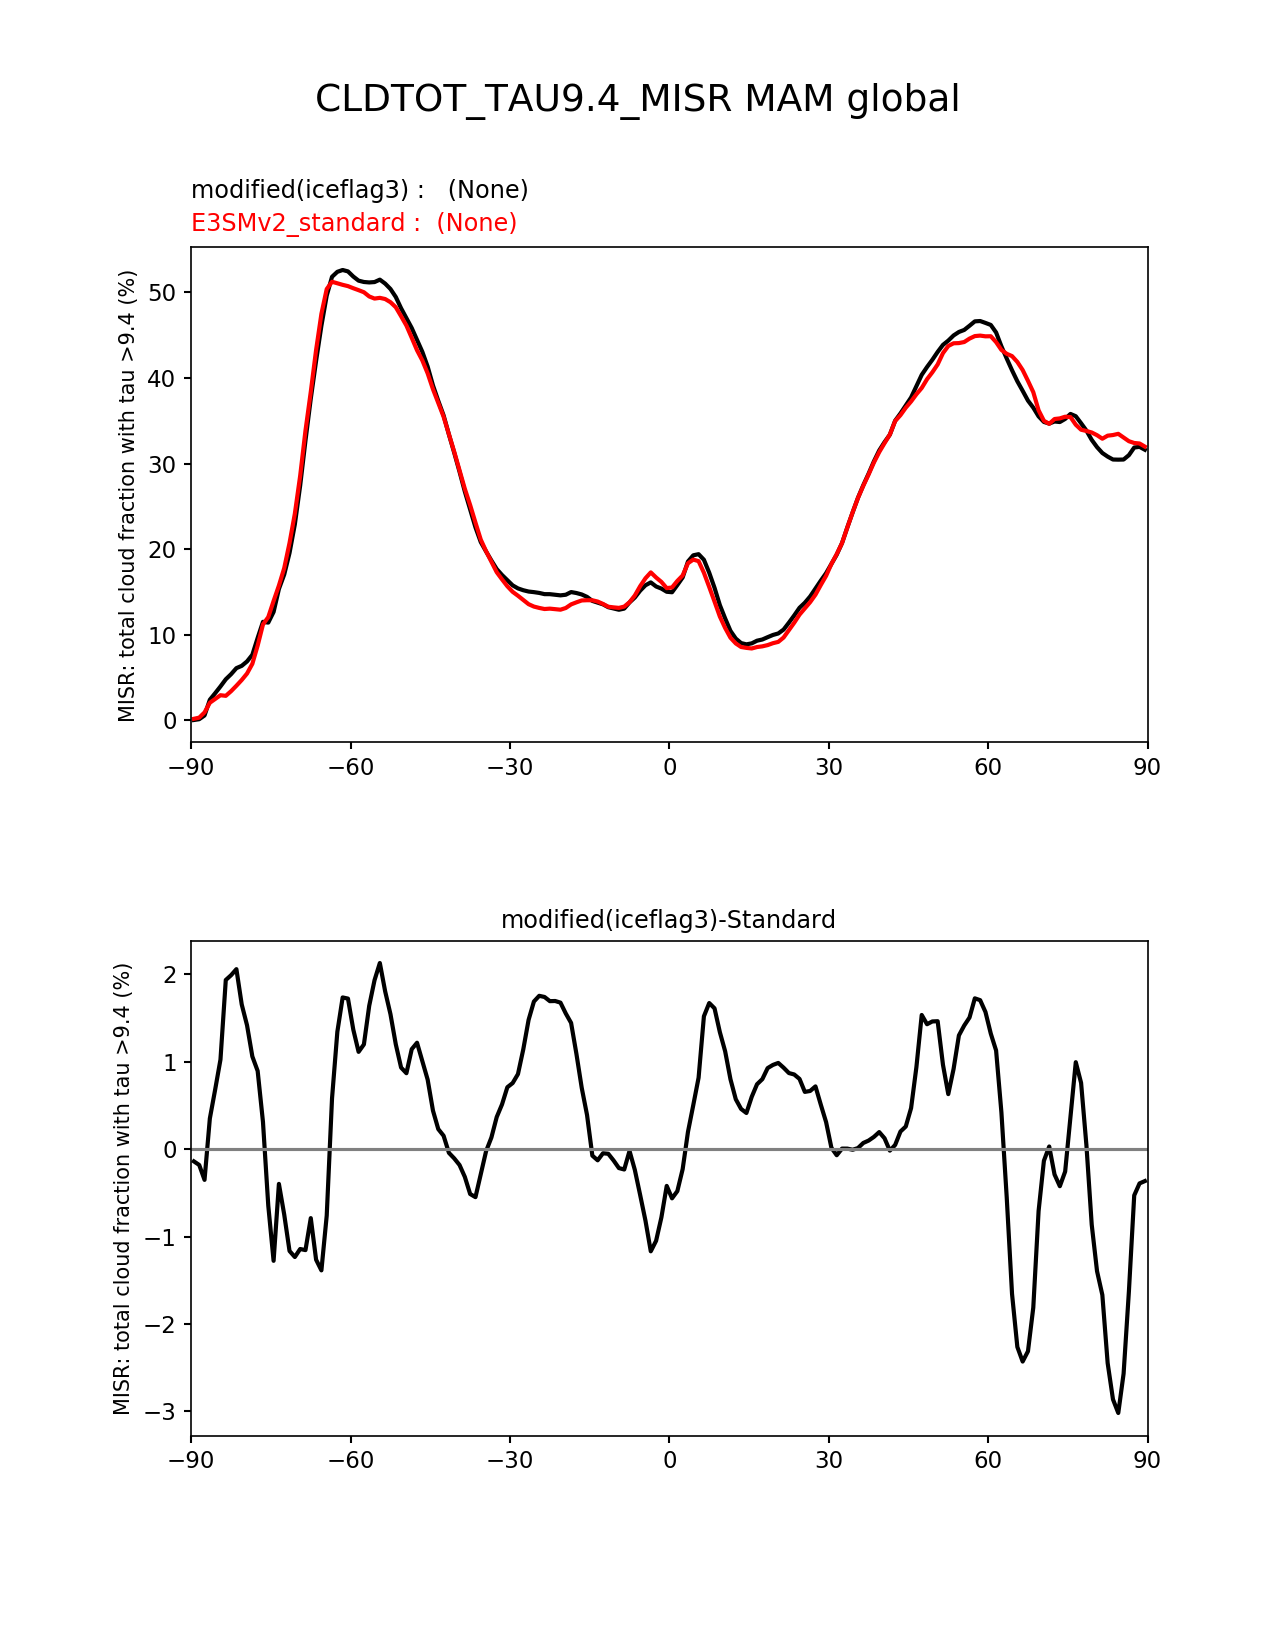 CLDTOT_TAU9.4_MISR MAM global
modified(iceflag3) :   (None)
E3SMv2_standard :  (None)
MISR: total cloud fraction with tau >9.4 (%)
50
40
30
20
10
0
−90 −60 −30 0 30 60 90
modified(iceflag3)-Standard
MISR: total cloud fraction with tau >9.4 (%)
2
1
0
−1
−2
−3
−90 −60 −30 0 30 60 90